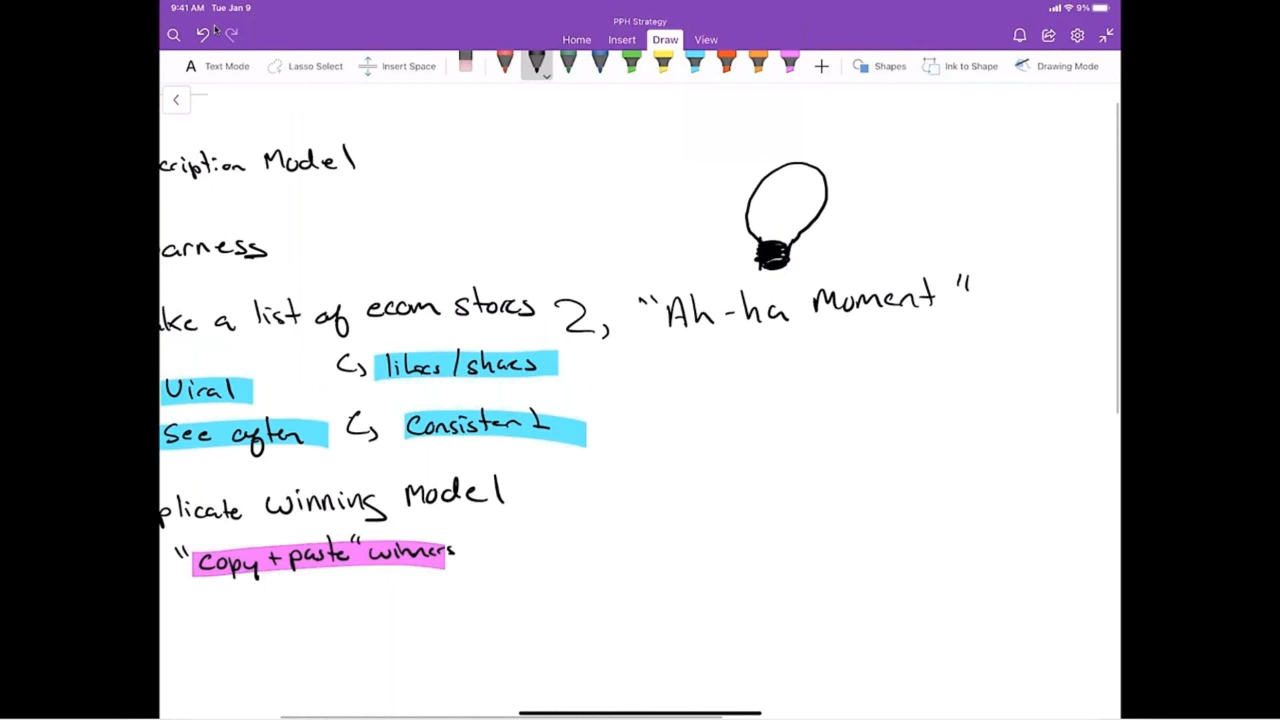 9:41 AM Tue Jan 9
9%
PPH Strategy
Home Insert Draw View
A Text Mode Lasso Select Insert Space Shapes Ink to Shape Drawing Mode
cription Model
arness
ke a list of ecom stores
likes/shares
Viral
See often
Consistent
plicate winning Model
"copy + paste" winners
2, "Ah-ha Moment"